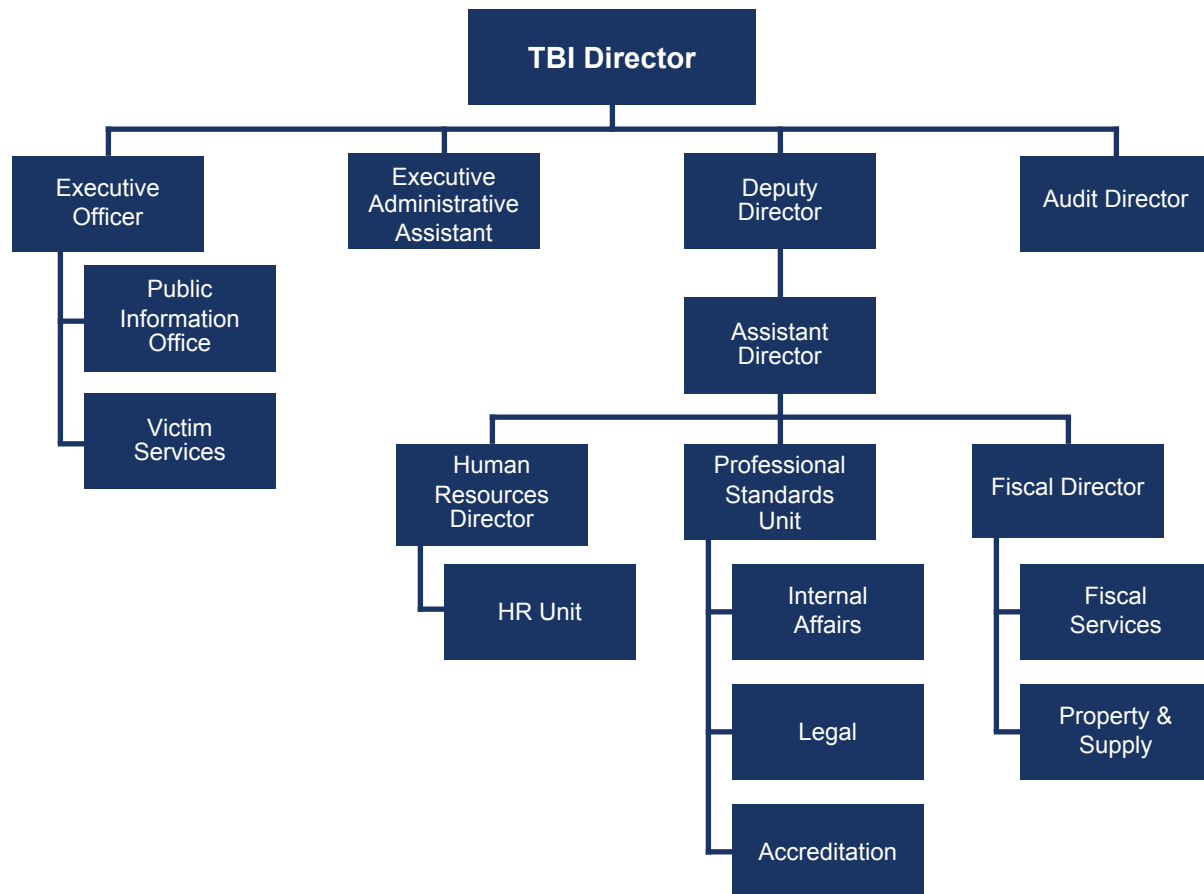 TBI Director
Executive
Officer
Executive
Administrative
Assistant
Deputy
Director
Audit Director
Public
Information
Office
Assistant
Director
Victim
Services
Human
Resources
Director
Professional
Standards
Unit
Fiscal Director
HR Unit
Internal
Affairs
Fiscal
Services
Legal
Property &
Supply
Accreditation